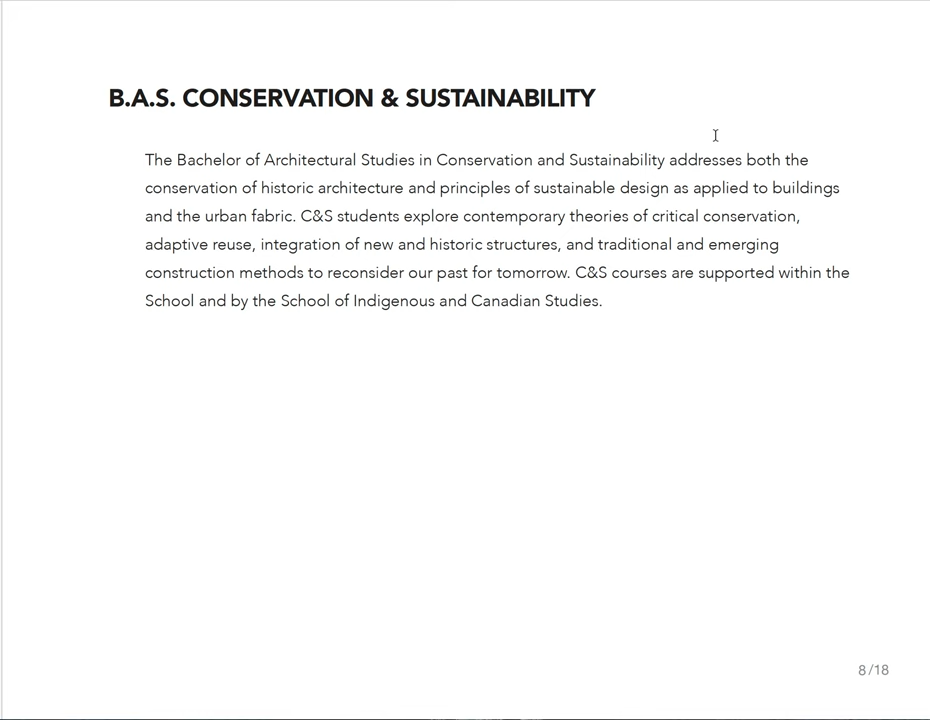 B.A.S. CONSERVATION & SUSTAINABILITY
The Bachelor of Architectural Studies in Conservation and Sustainability addresses both the
conservation of historic architecture and principles of sustainable design as applied to buildings
and the urban fabric. C&S students explore contemporary theories of critical conservation,
adaptive reuse, integration of new and historic structures, and traditional and emerging
construction methods to reconsider our past for tomorrow. C&S courses are supported within the
School and by the School of Indigenous and Canadian Studies.
8/18